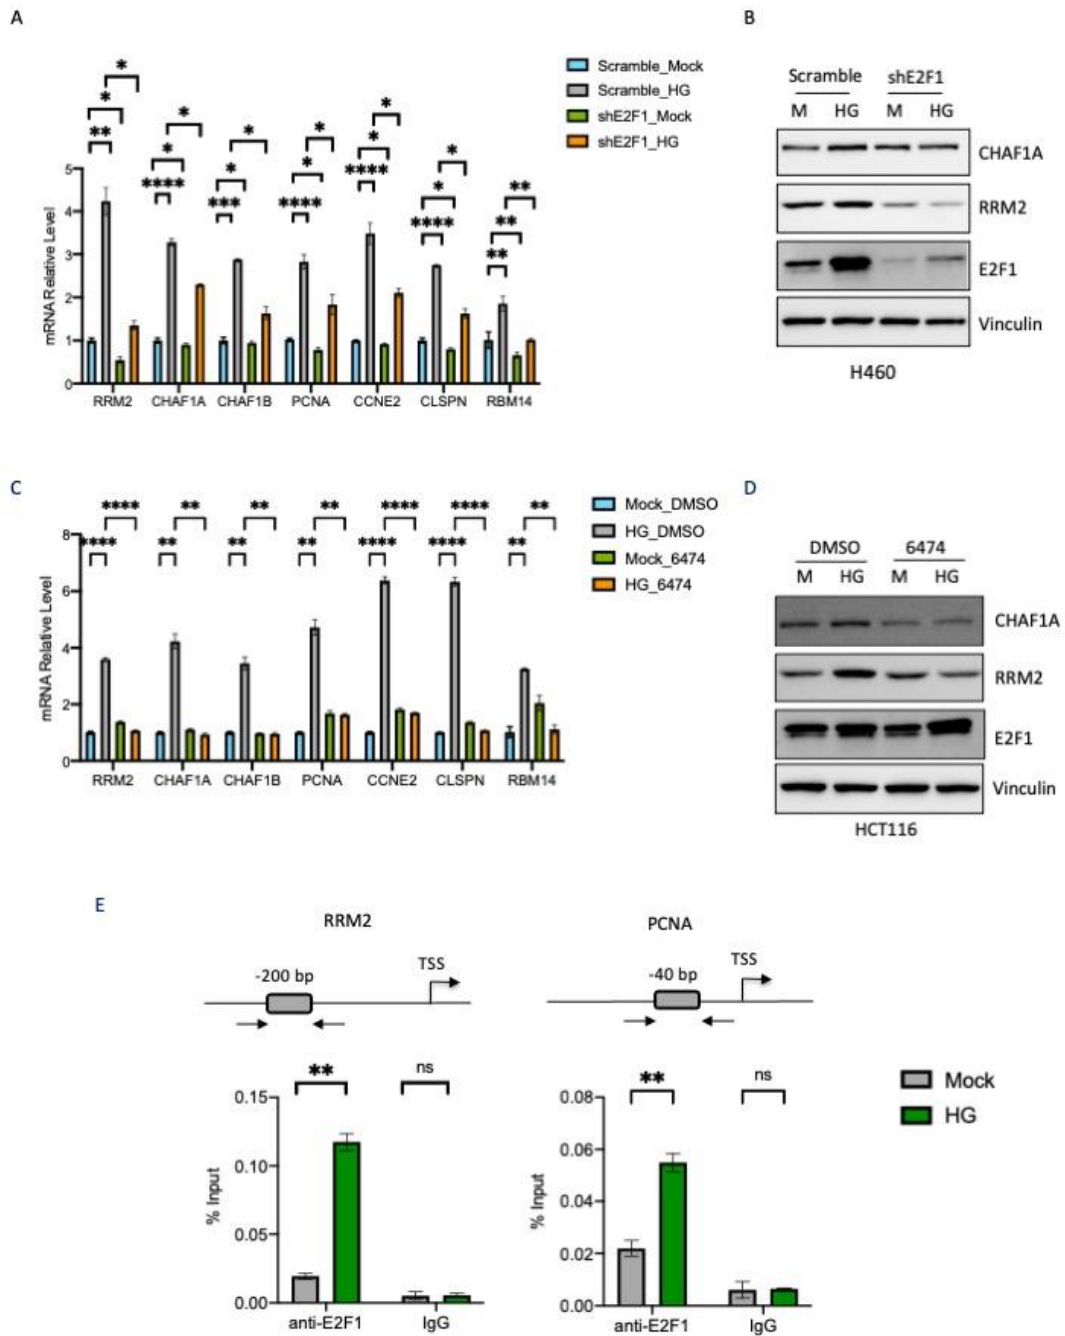 A
Scramble_Mock
Scramble_HG
shE2F1_Mock
shE2F1_HG
* * **
* * ****
* * ***
* * ****
* * ****
* * ****
** ** **
mRNA Relative Level
5
4
3
2
1
0
RRM2 CHAF1A CHAF1B PCNA CCNE2 CLSPN RBM14
B
Scramble shE2F1
M HG M HG
CHAF1A
RRM2
E2F1
Vinculin
H460
C
Mock_DMSO
HG_DMSO
Mock_6474
HG_6474
**** ** ** ** **** **** **
**** ** ** ** **** **** **
mRNA Relative Level
8
6
4
2
0
RRM2 CHAF1A CHAF1B PCNA CCNE2 CLSPN RBM14
D
DMSO 6474
M HG M HG
CHAF1A
RRM2
E2F1
Vinculin
HCT116
E
RRM2
-200 bp
TSS
** ns
% Input
0.15
0.10
0.05
0.00
anti-E2F1 IgG
PCNA
-40 bp
TSS
** ns
% Input
0.08
0.06
0.04
0.02
0.00
anti-E2F1 IgG
Mock
HG